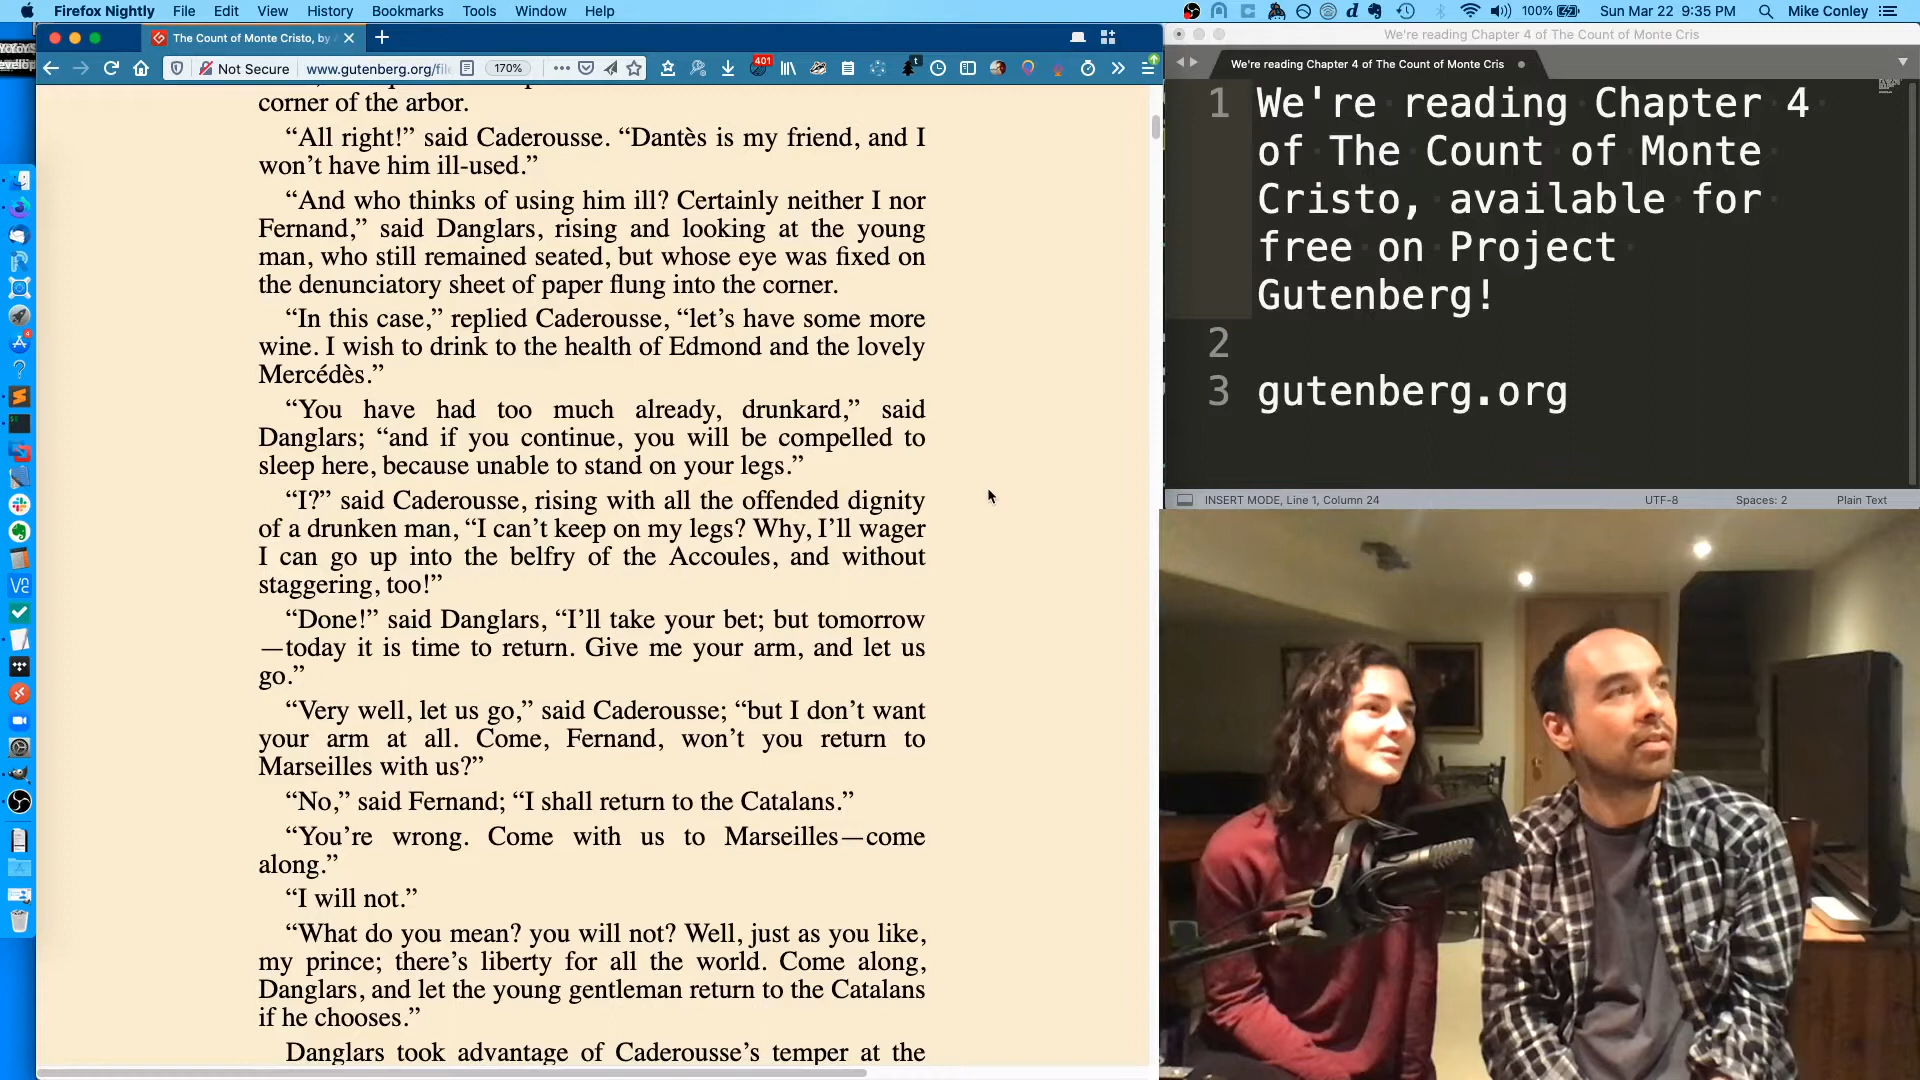 Firefox Nightly File Edit View History Bookmarks Tools Window Help
100% Sun Mar 22 9:35 PM Mike Conley
The Count of Monte Cristo, by
Not Secure www.gutenberg.org/file 170% 401
corner of the arbor.
“All right!” said Caderousse. “Dantès is my friend, and I
won’t have him ill-used.”
“And who thinks of using him ill? Certainly neither I nor
Fernand,” said Danglars, rising and looking at the young
man, who still remained seated, but whose eye was fixed on
the denunciatory sheet of paper flung into the corner.
“In this case,” replied Caderousse, “let’s have some more
wine. I wish to drink to the health of Edmond and the lovely
Mercédès.”
“You have had too much already, drunkard,” said
Danglars; “and if you continue, you will be compelled to
sleep here, because unable to stand on your legs.”
“I?” said Caderousse, rising with all the offended dignity
of a drunken man, “I can’t keep on my legs? Why, I’ll wager
I can go up into the belfry of the Accoules, and without
staggering, too!”
“Done!” said Danglars, “I’ll take your bet; but tomorrow
—today it is time to return. Give me your arm, and let us
go.”
“Very well, let us go,” said Caderousse; “but I don’t want
your arm at all. Come, Fernand, won’t you return to
Marseilles with us?”
“No,” said Fernand; “I shall return to the Catalans.”
“You’re wrong. Come with us to Marseilles—come
along.”
“I will not.”
“What do you mean? you will not? Well, just as you like,
my prince; there’s liberty for all the world. Come along,
Danglars, and let the young gentleman return to the Catalans
if he chooses.”
Danglars took advantage of Caderousse’s temper at the
We're reading Chapter 4 of The Count of Monte Cristo
We're reading Chapter 4 of The Count of Monte Cris
1 We're reading Chapter 4
of The Count of Monte
Cristo, available for
free on Project
Gutenberg!
2
3 gutenberg.org
INSERT MODE, Line 1, Column 24 UTF-8 Spaces: 2 Plain Text